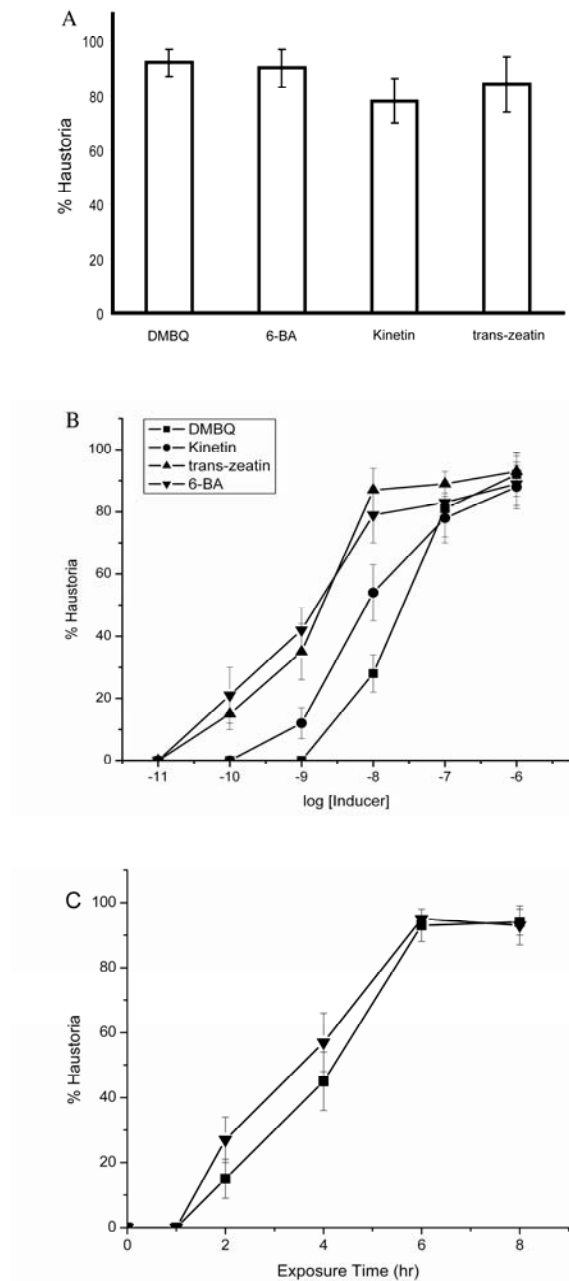 A
100
80
60
40
20
0
% Haustoria
DMBQ 6-BA Kinetin trans-zeatin
B
DMBQ
Kinetin
trans-zeatin
6-BA
100
80
60
40
20
0
% Haustoria
-11 -10 -9 -8 -7 -6
log [Inducer]
C
100
80
60
40
20
0
% Haustoria
0 2 4 6 8
Exposure Time (hr)